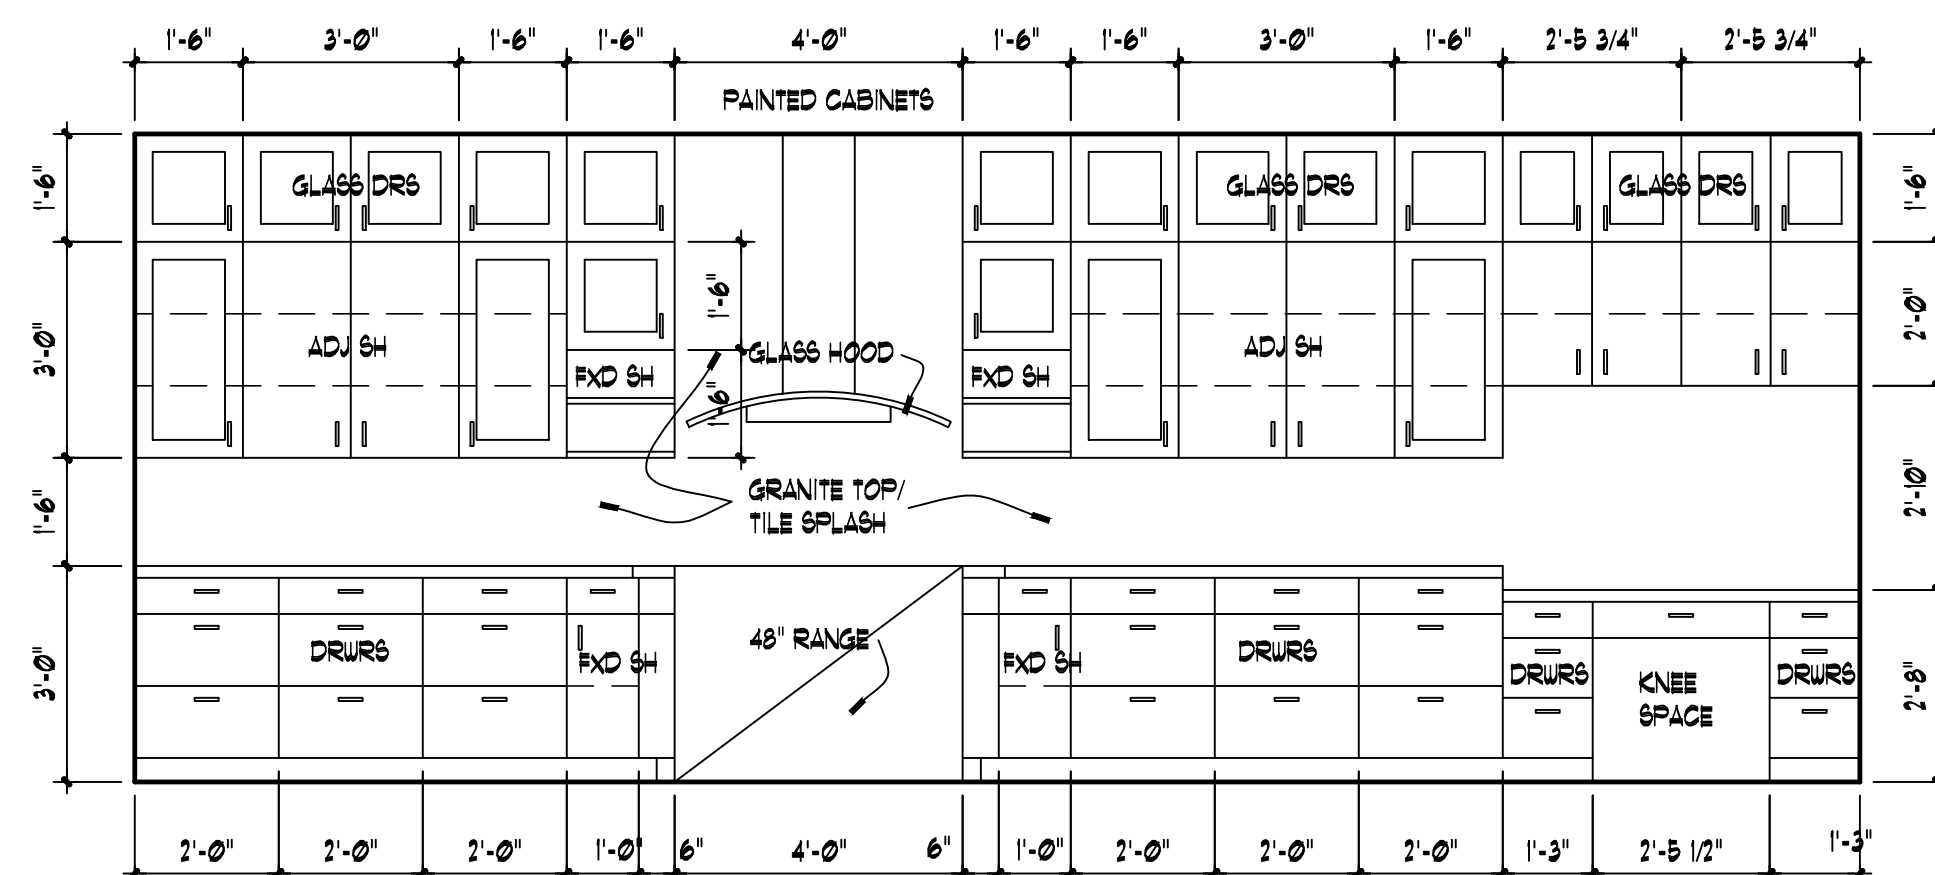 1'-6" 3'-0" 1'-6" 1'-6" 4'-0" 1'-6" 1'-6" 3'-0" 1'-6" 2'-5 3/4" 2'-5 3/4"
PAINTED CABINETS
1'-6" GLASS DRS GLASS DRS GLASS DRS 1'-6"
1'-6" 2'-0"
3'-0" ADJ SH GLASS HOOD ADJ SH
FXD SH 1'-6" FXD SH
1'-6" GRANITE TOP/ 2'-10"
TILE SPLASH
48" RANGE
3'-0" DRWRS FXD SH FXD SH DRWRS DRWRS KNEE DRWRS 2'-8"
SPACE
2'-0" 2'-0" 2'-0" 1'-0" 6" 4'-0" 6" 1'-0" 2'-0" 2'-0" 2'-0" 1'-3" 2'-5 1/2" 1'-3"